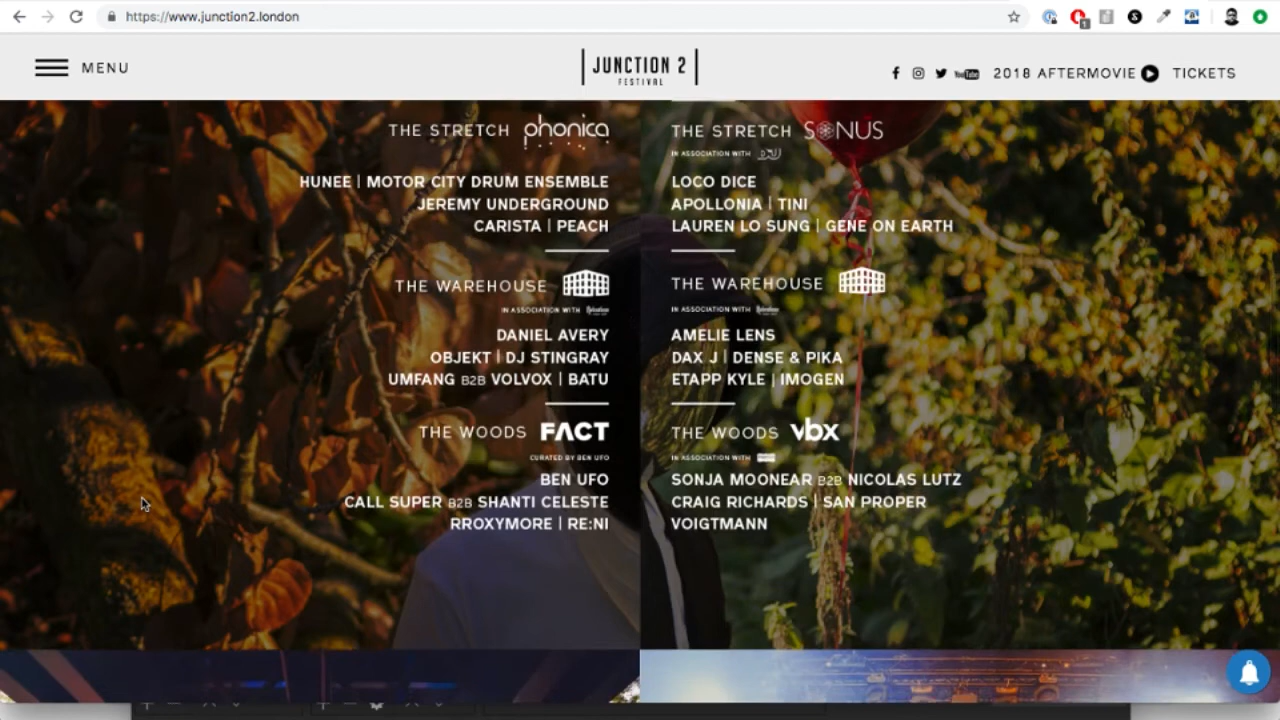 https://www.junction2.london
1
MENU
JUNCTION 2
FESTIVAL
YouTube
2018 AFTERMOVIE
TICKETS
THE STRETCH phonica
HUNEE | MOTOR CITY DRUM ENSEMBLE
JEREMY UNDERGROUND
CARISTA | PEACH
THE WAREHOUSE
IN ASSOCIATION WITH
DANIEL AVERY
OBJEKT | DJ STINGRAY
UMFANG B2B VOLVOX | BATU
THE WOODS FACT
CURATED BY BEN UFO
BEN UFO
CALL SUPER B2B SHANTI CELESTE
RROXYMORE | RE:NI
THE STRETCH SONUS
IN ASSOCIATION WITH
LOCO DICE
APOLLONIA | TINI
LAUREN LO SUNG | GENE ON EARTH
THE WAREHOUSE
IN ASSOCIATION WITH
AMELIE LENS
DAX J | DENSE & PIKA
ETAPP KYLE | IMOGEN
THE WOODS vbx
IN ASSOCIATION WITH
SONJA MOONEAR B2B NICOLAS LUTZ
CRAIG RICHARDS | SAN PROPER
VOIGTMANN